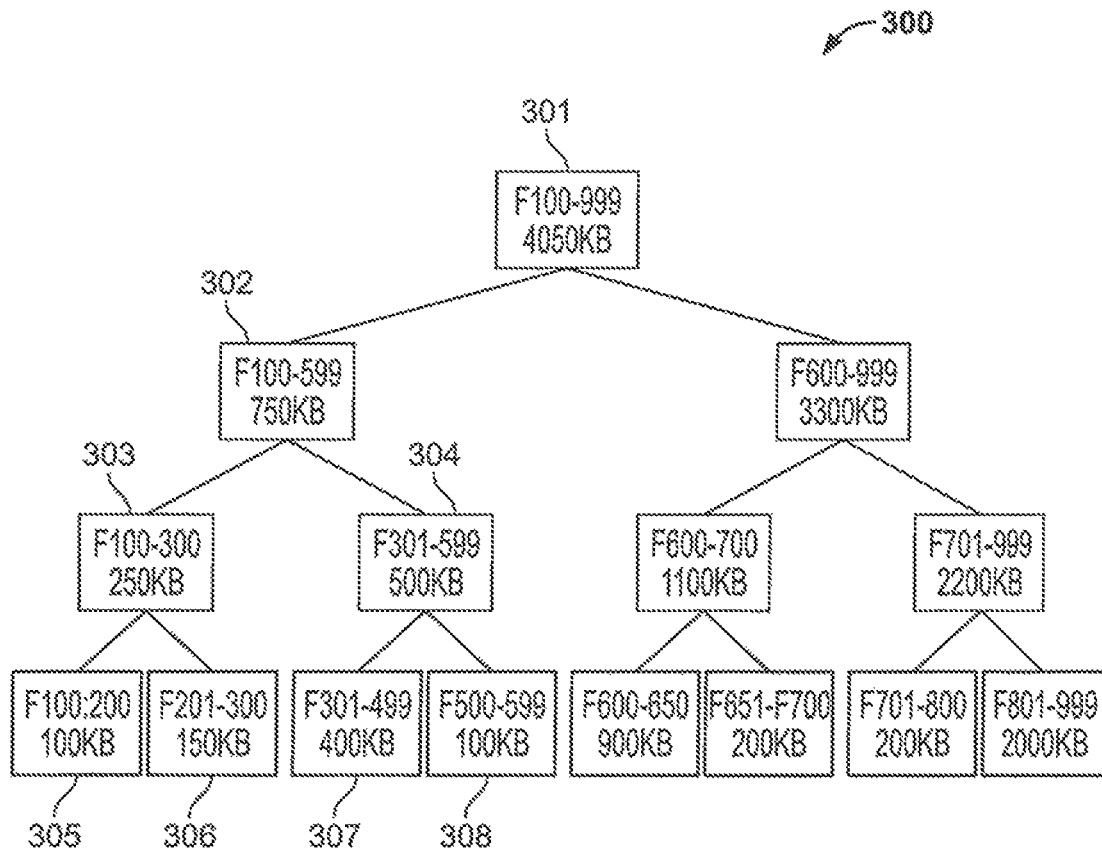 300
301
F100-999
4050KB
302
F100-599
750KB
F600-999
3300KB
303
304
F100-300
250KB
F301-599
500KB
F600-700
1100KB
F701-999
2200KB
F100:200
100KB
F201-300
150KB
F301-499
400KB
F500-599
100KB
F600-650
900KB
F651-F700
200KB
F701-800
200KB
F801-999
2000KB
305
306
307
308